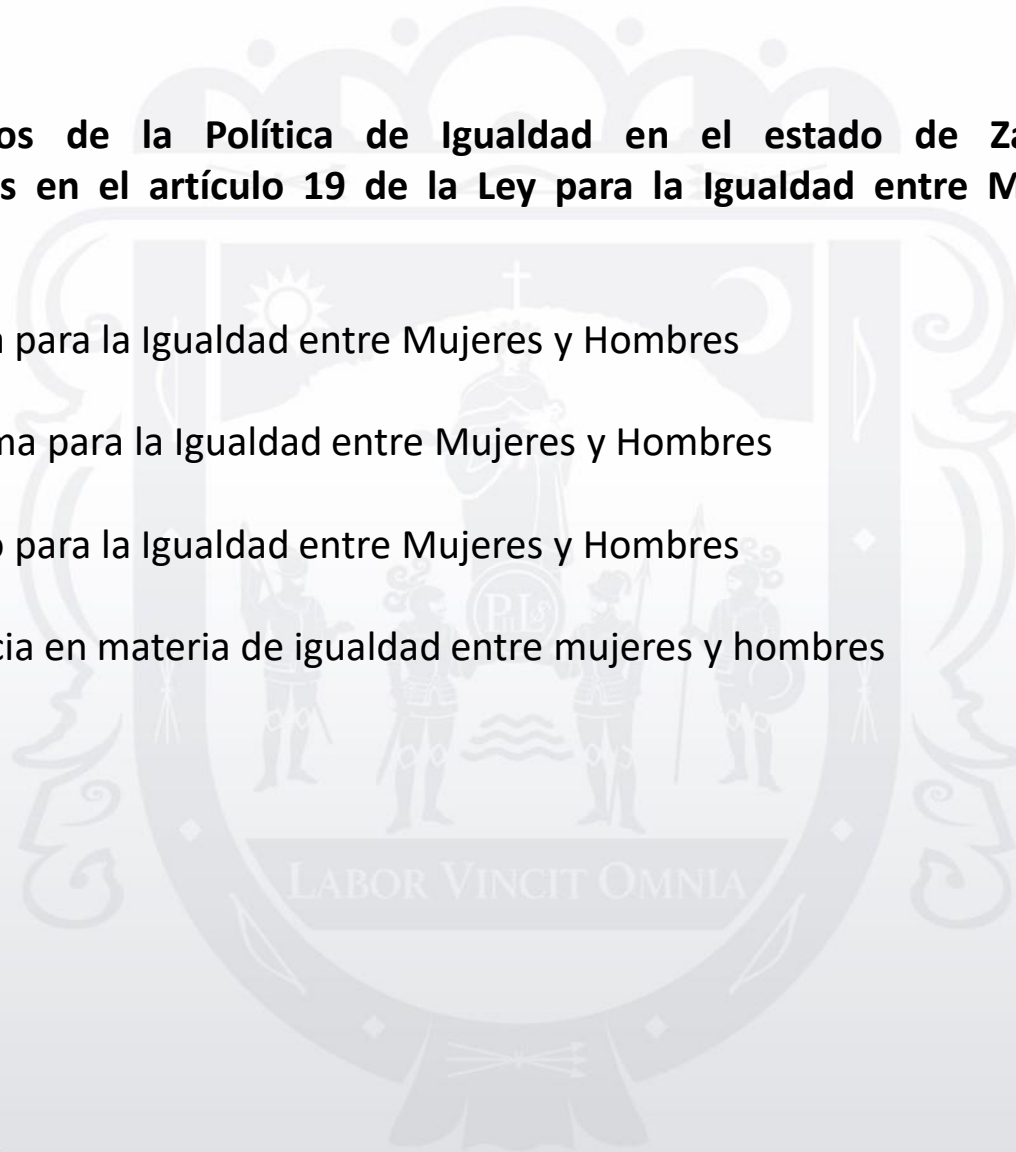 os de la Política de Igualdad en el estado de Za
s en el artículo 19 de la Ley para la Igualdad entre M
para la Igualdad entre Mujeres y Hombres
ma para la Igualdad entre Mujeres y Hombres
o para la Igualdad entre Mujeres y Hombres
cia en materia de igualdad entre mujeres y hombres
LABOR VINCIT OMNIA